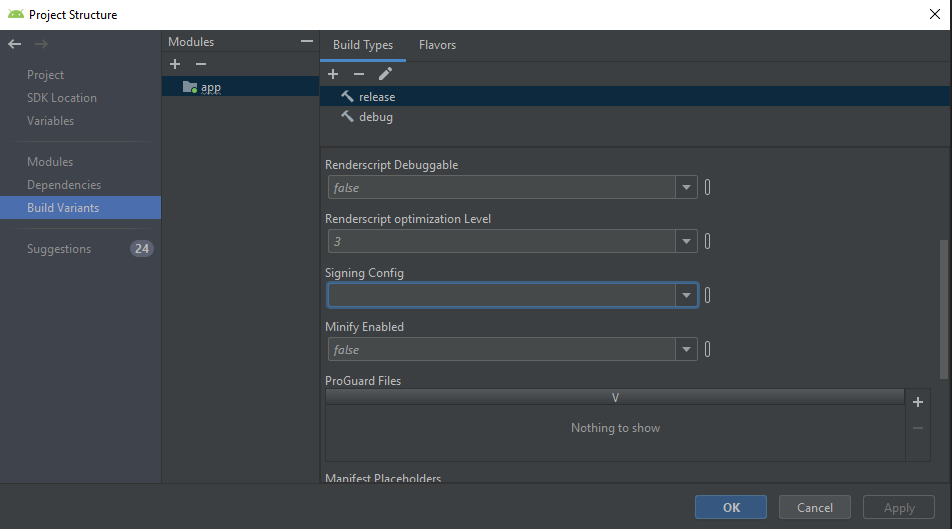 Project Structure
Project
SDK Location
Variables
Modules
Dependencies
Build Variants
Suggestions
24
Modules
app
Build Types
Flavors
release
debug
Renderscript Debuggable
false
Renderscript optimization Level
3
Signing Config
Minify Enabled
false
ProGuard Files
V
Nothing to show
Manifest Placeholders
OK
Cancel
Apply